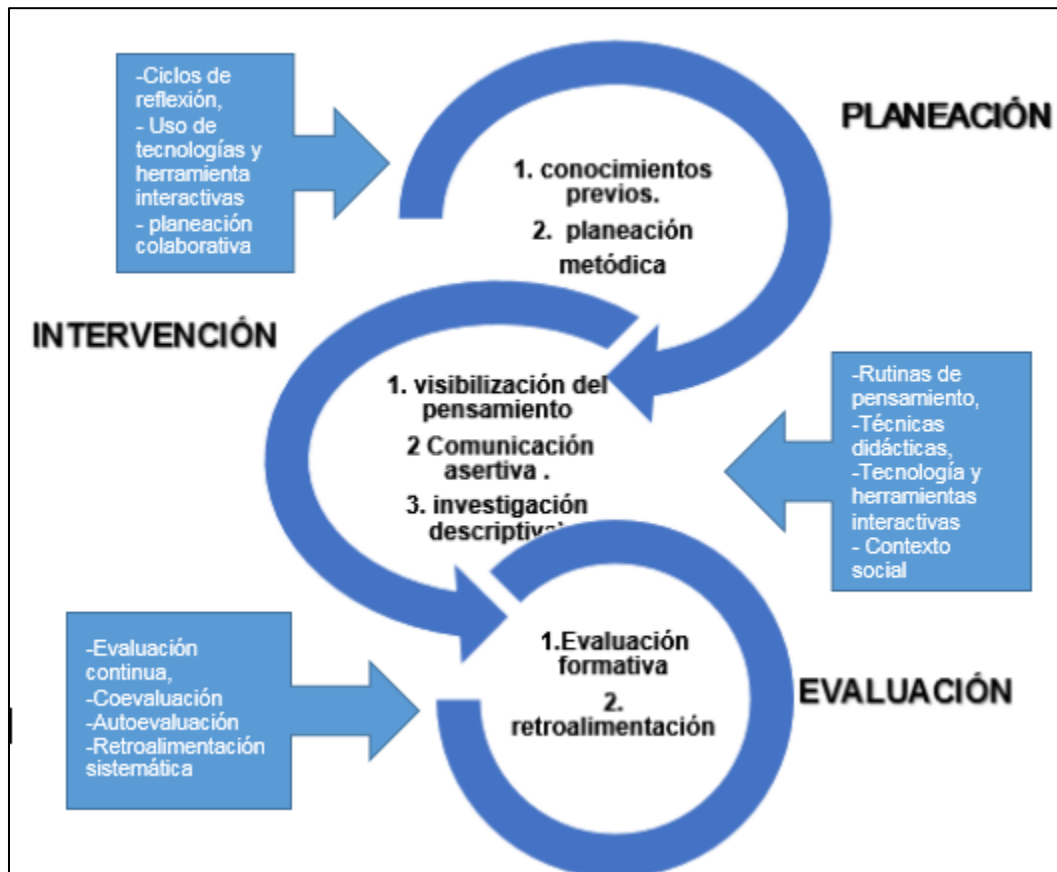 -Ciclos de
reflexión,
- Uso de
tecnologías y
herramienta
interactivas
- planeación
colaborativa
PLANEACIÓN
1. conocimientos
previos.
2. planeación
metódica
INTERVENCIÓN
1. visibilización del
pensamiento
2 Comunicación
asertiva .
3. investigación
descriptiva
-Rutinas de
pensamiento,
-Técnicas
didácticas,
-Tecnología y
herramientas
interactivas
- Contexto
social
-Evaluación
continua,
-Coevaluación
-Autoevaluación
-Retroalimentación
sistemática
1.Evaluación
formativa
2.
retroalimentación
EVALUACIÓN